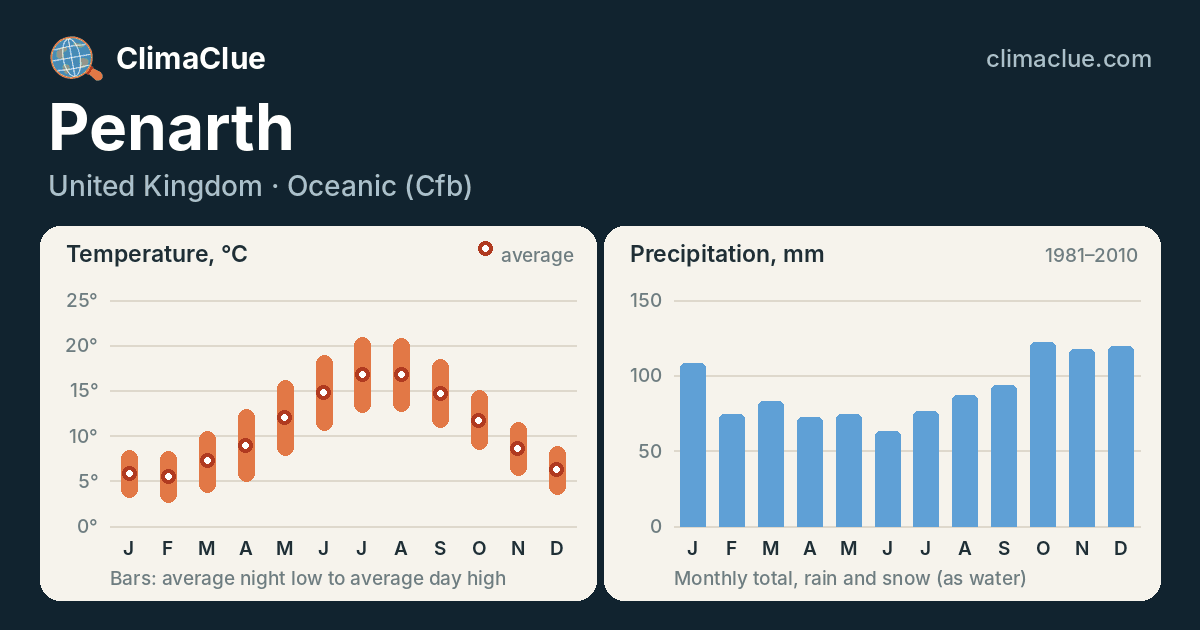 ClimaClue
climaclue.com
Penarth
United Kingdom · Oceanic (Cfb)
Temperature, °C
average
25°
20°
15°
10°
5°
0°
J F M A M J J A S O N D
Bars: average night low to average day high
Precipitation, mm
1981–2010
150
100
50
0
J F M A M J J A S O N D
Monthly total, rain and snow (as water)